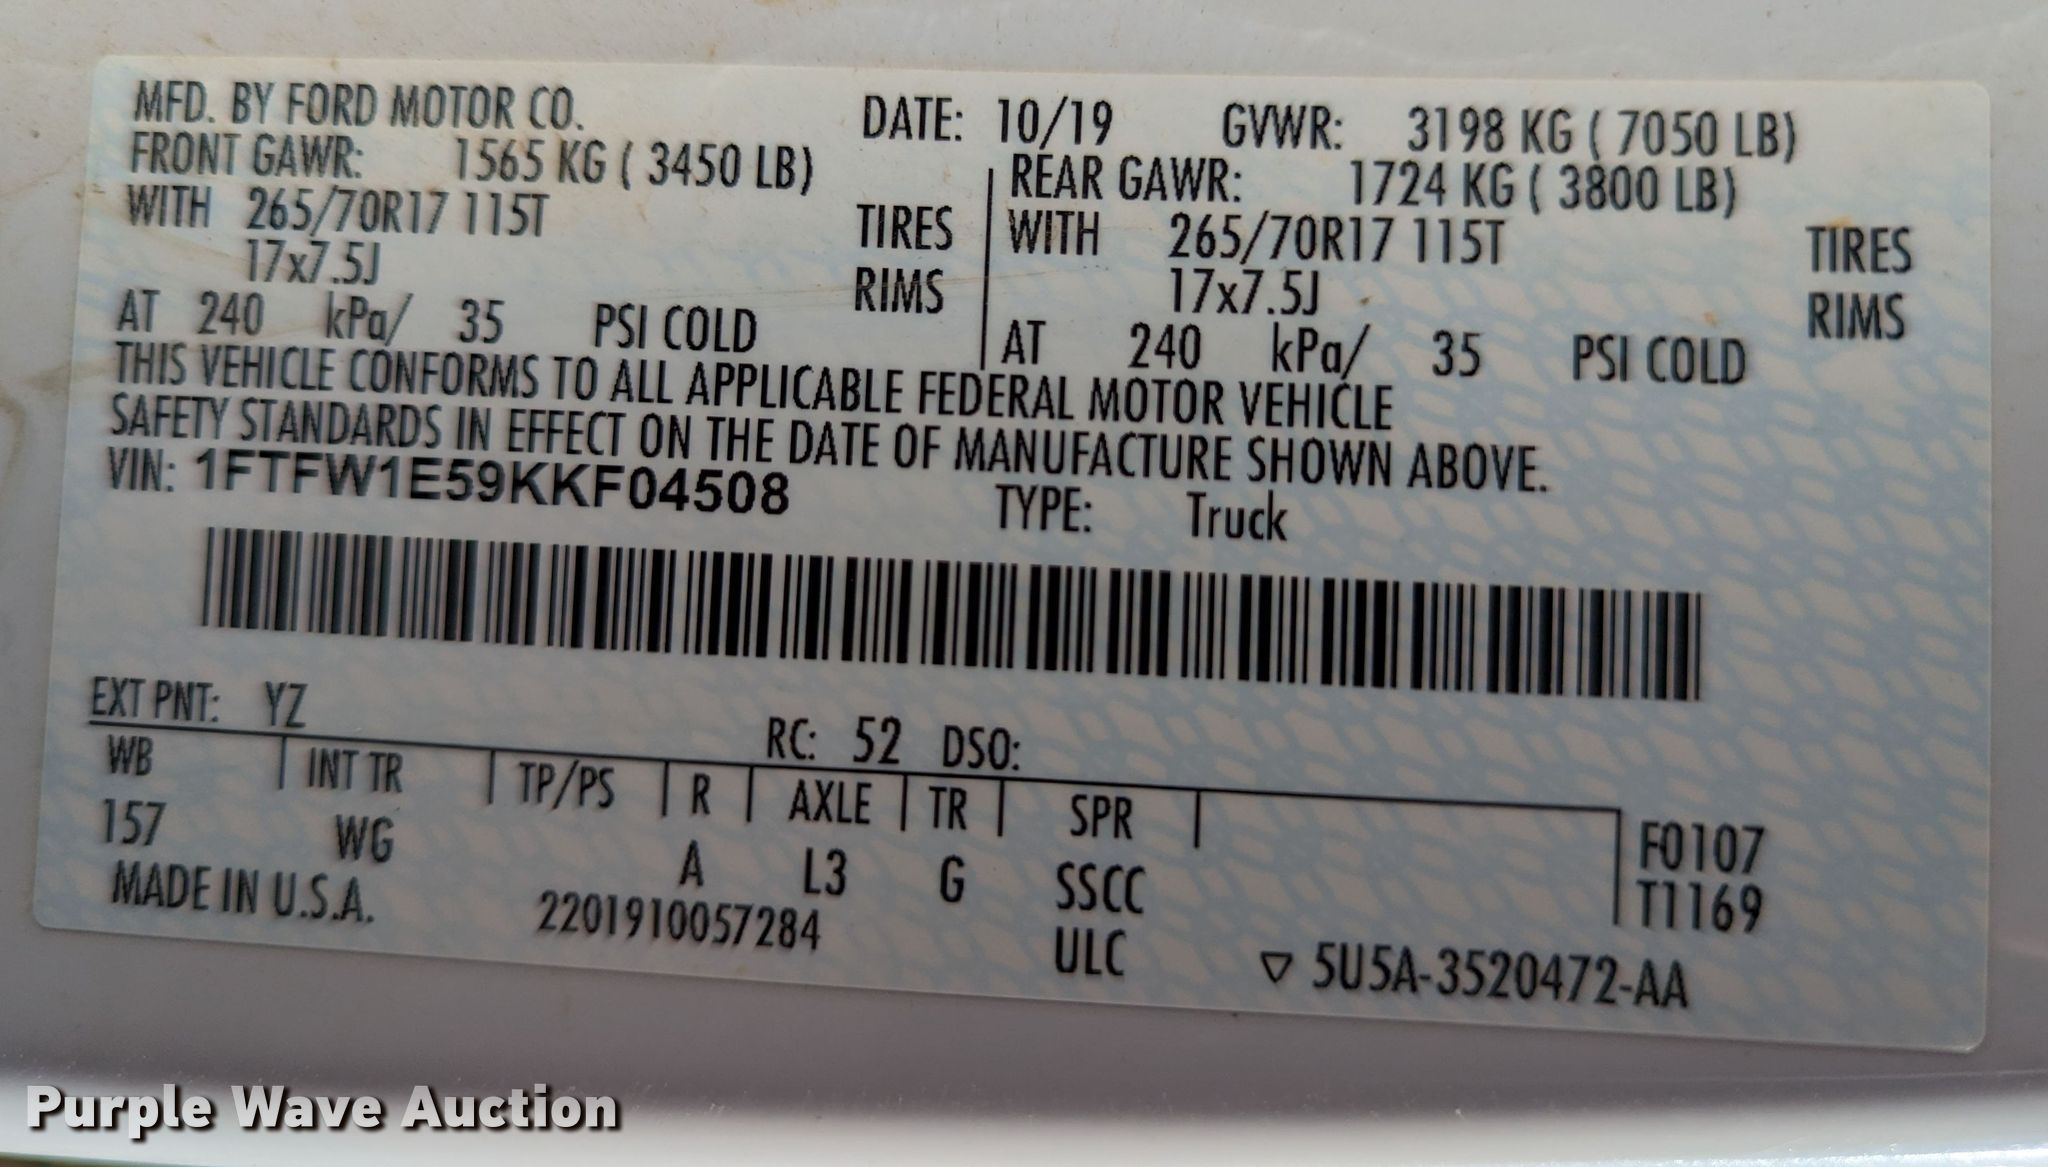 MFD. BY FORD MOTOR CO. DATE: 10/19 GVWR: 3198 KG ( 7050 LB)
FRONT GAWR: 1565 KG ( 3450 LB) REAR GAWR: 1724 KG ( 3800 LB)
WITH 265/70R17 115T TIRES WITH 265/70R17 115T TIRES
17x7.5J RIMS 17x7.5J RIMS
AT 240 kPa/ 35 PSI COLD AT 240 kPa/ 35 PSI COLD
THIS VEHICLE CONFORMS TO ALL APPLICABLE FEDERAL MOTOR VEHICLE
SAFETY STANDARDS IN EFFECT ON THE DATE OF MANUFACTURE SHOWN ABOVE.
VIN: 1FTFW1E59KKF04508 TYPE: Truck
EXT PNT: YZ RC: 52 DSO:
WB INT TR TP/PS R AXLE TR SPR F0107
157 WG A L3 G SSCC T1169
MADE IN U.S.A. 2201910057284 ULC ▽ 5U5A-3520472-AA
Purple Wave Auction